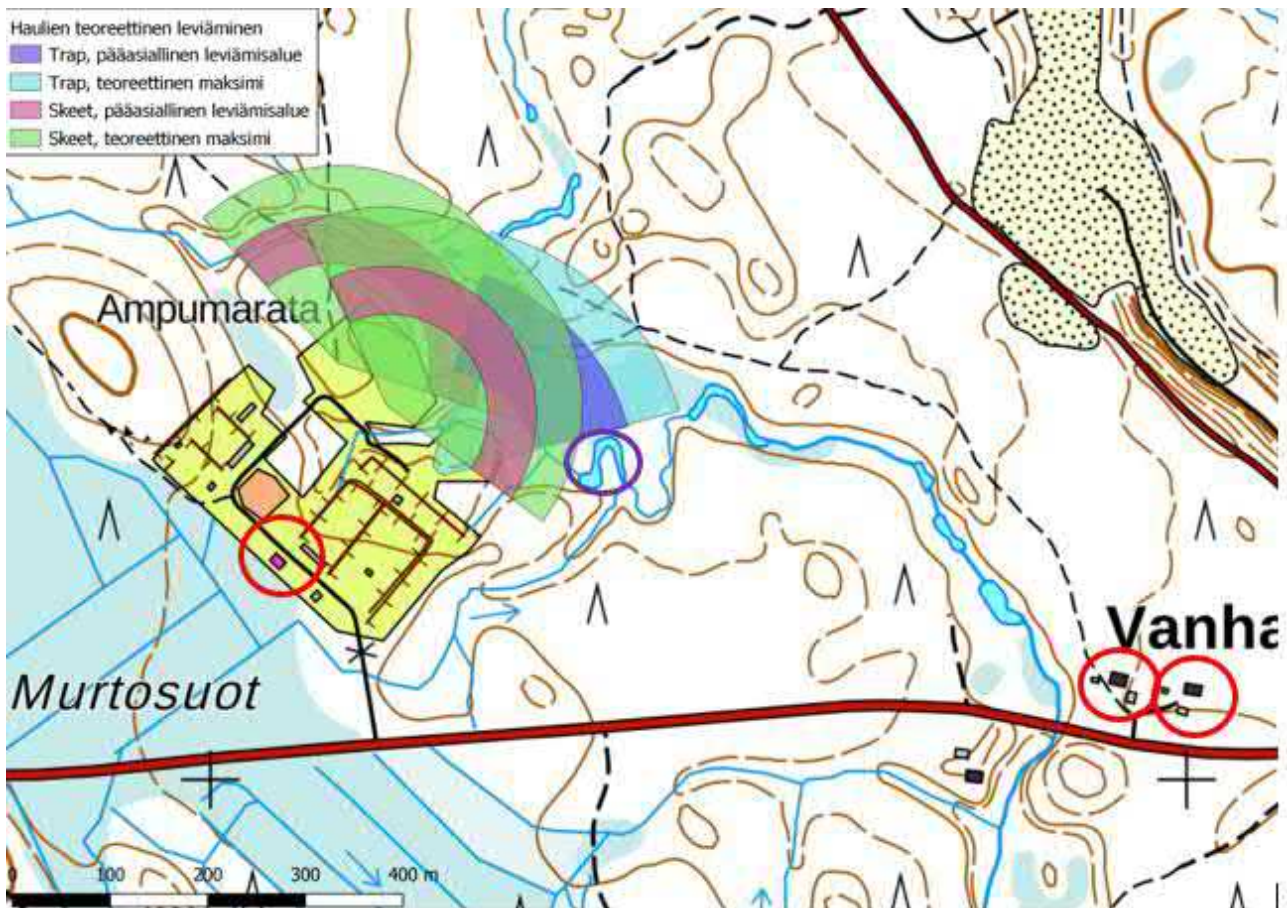 Haulien teoreettinen leviäminen
Trap, pääasiallinen leviämisalue
Trap, teoreettinen maksimi
Skeet, pääasiallinen leviämisalue
Skeet, teoreettinen maksimi
Ampumarata
Vanha
Murtosuot
0 100 200 300 400 m